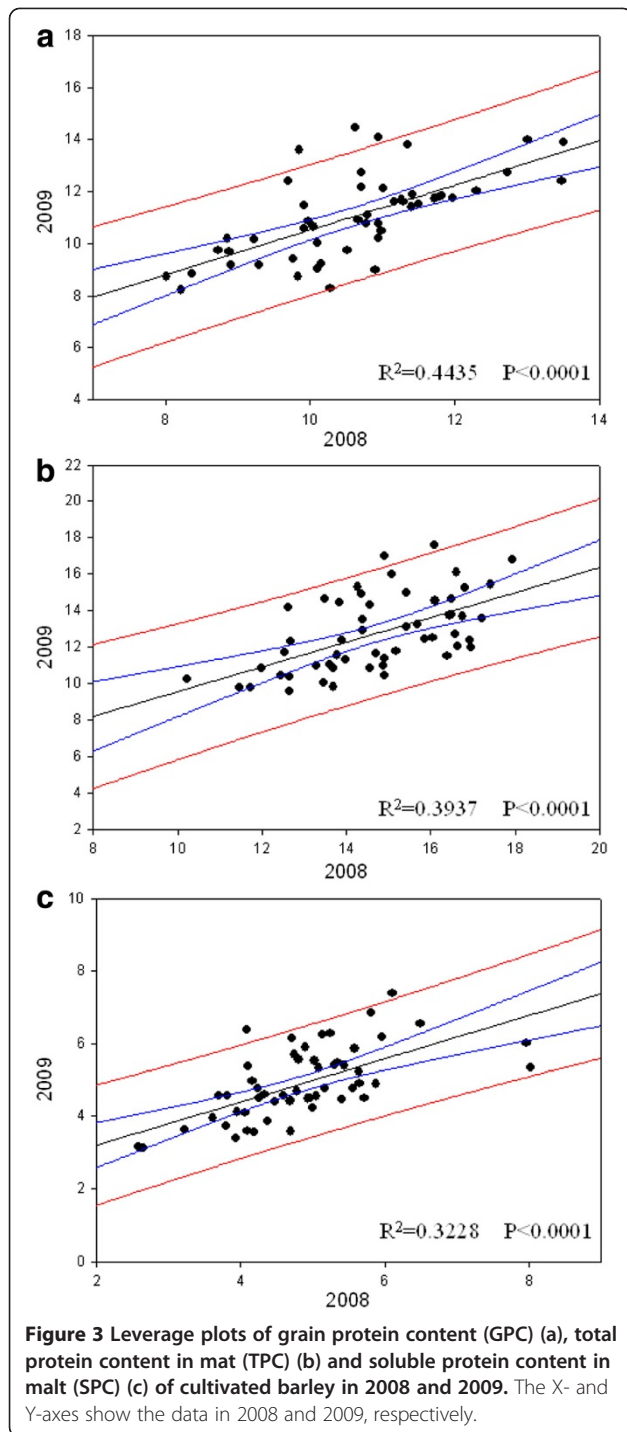 a
18
16
14
12
10
8
6
4
2009
8 10 12 14
2008
R²=0.4435 P<0.0001
b
22
20
18
16
14
12
10
8
6
4
2
2009
8 10 12 14 16 18 20
2008
R²=0.3937 P<0.0001
c
10
8
6
4
2
0
2009
2 4 6 8
2008
R²=0.3228 P<0.0001
Figure 3 Leverage plots of grain protein content (GPC) (a), total
protein content in mat (TPC) (b) and soluble protein content in
malt (SPC) (c) of cultivated barley in 2008 and 2009. The X- and
Y-axes show the data in 2008 and 2009, respectively.